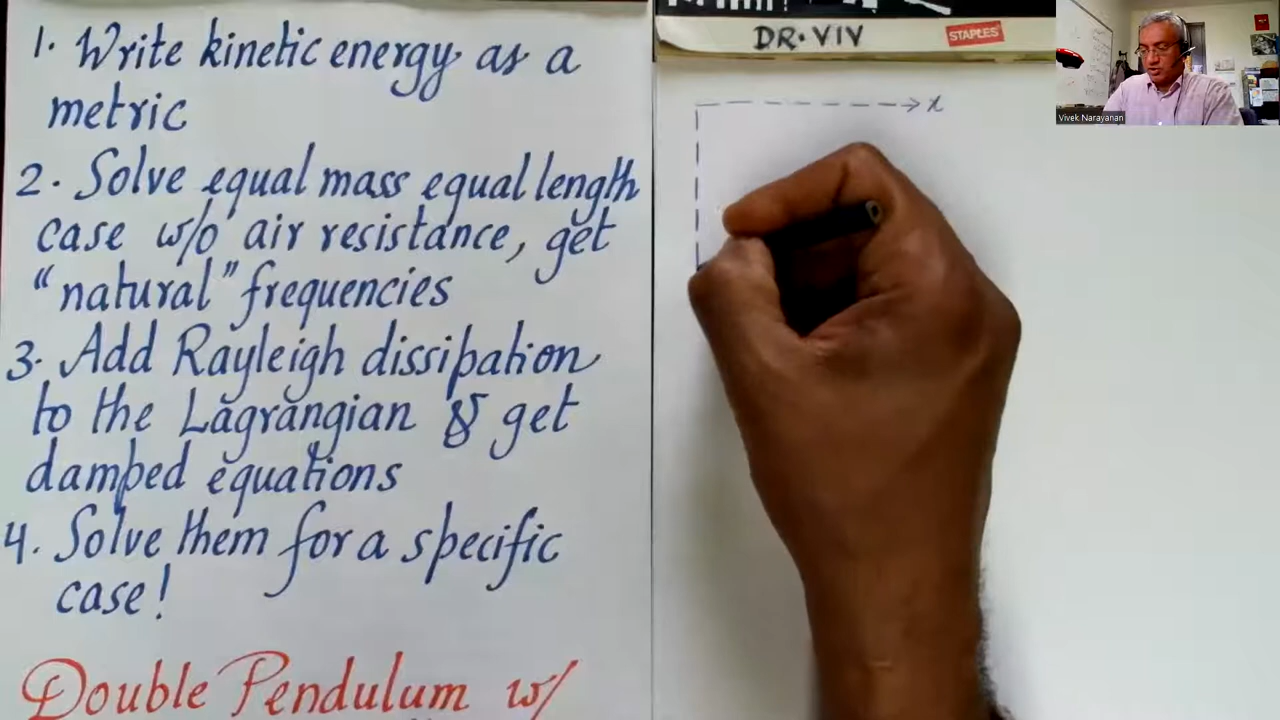 1. Write kinetic energy as a
metric
2. Solve equal mass equal length
case w/o air resistance, get
"natural" frequencies
3. Add Rayleigh dissipation
to the Lagrangian & get
damped equations
4. Solve them for a specific
case!
Double Pendulum w/
DR. VIV
STAPLES
x
Vivek Narayanan